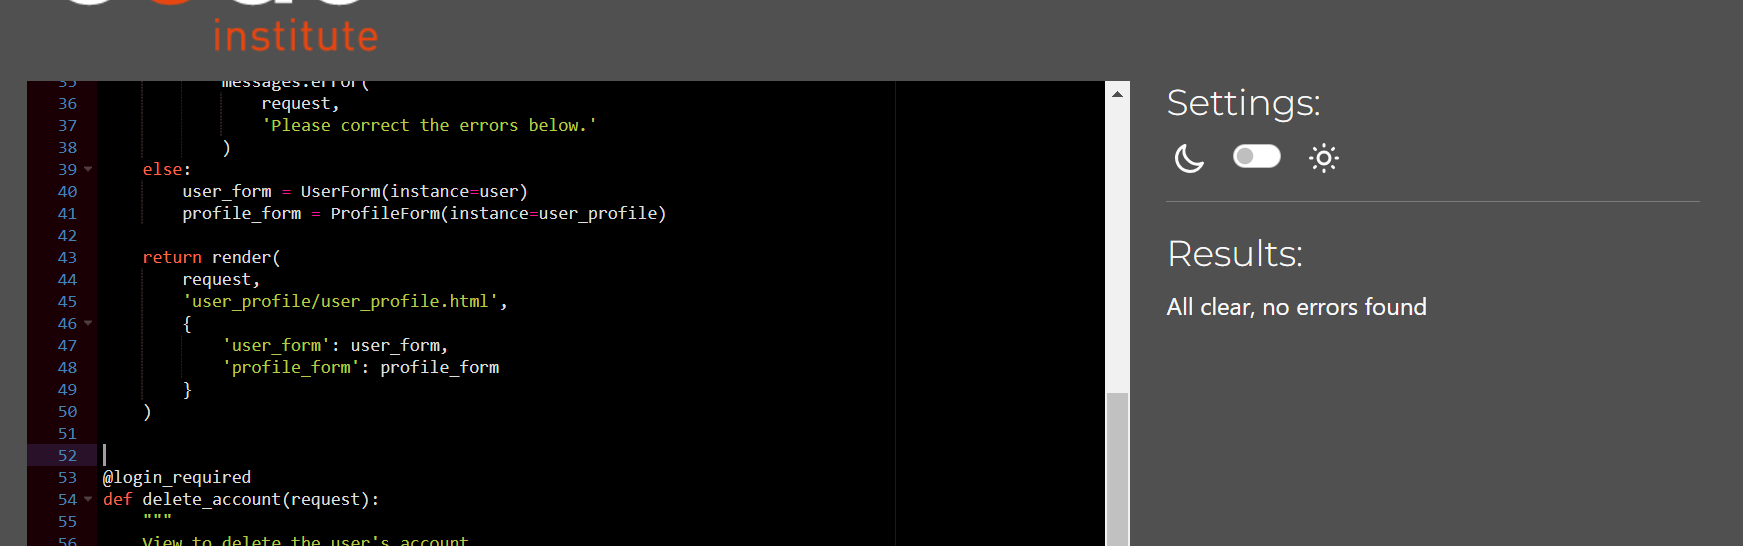 institute
35 messages.error(
36 request,
37 'Please correct the errors below.'
38 )
39 else:
40 user_form = UserForm(instance=user)
41 profile_form = ProfileForm(instance=user_profile)
42
43 return render(
44 request,
45 'user_profile/user_profile.html',
46 {
47 'user_form': user_form,
48 'profile_form': profile_form
49 }
50 )
51
52
53 @login_required
54 def delete_account(request):
55 """
56 View to delete the user's account
Settings:
Results:
All clear, no errors found